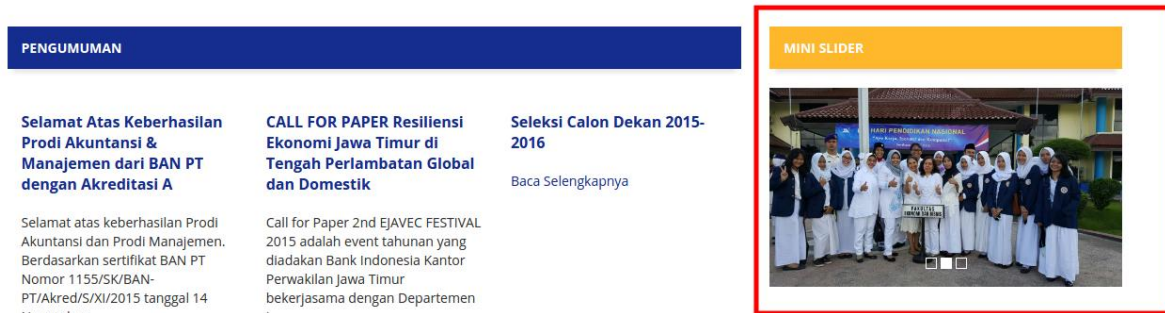 PENGUMUMAN
Selamat Atas Keberhasilan
Prodi Akuntansi &
Manajemen dari BAN PT
dengan Akreditasi A
Selamat atas keberhasilan Prodi
Akuntansi dan Prodi Manajemen.
Berdasarkan sertifikat BAN PT
Nomor 1155/SK/BAN-
PT/Akred/S/XI/2015 tanggal 14
CALL FOR PAPER Resiliensi
Ekonomi Jawa Timur di
Tengah Perlambatan Global
dan Domestik
Call for Paper 2nd EJAVEC FESTIVAL
2015 adalah event tahunan yang
diadakan Bank Indonesia Kantor
Perwakilan Jawa Timur
bekerjasama dengan Departemen
Seleksi Calon Dekan 2015-
2016
Baca Selengkapnya
MINI SLIDER
HARI PENDIDIKAN NASIONAL
FAKULTAS